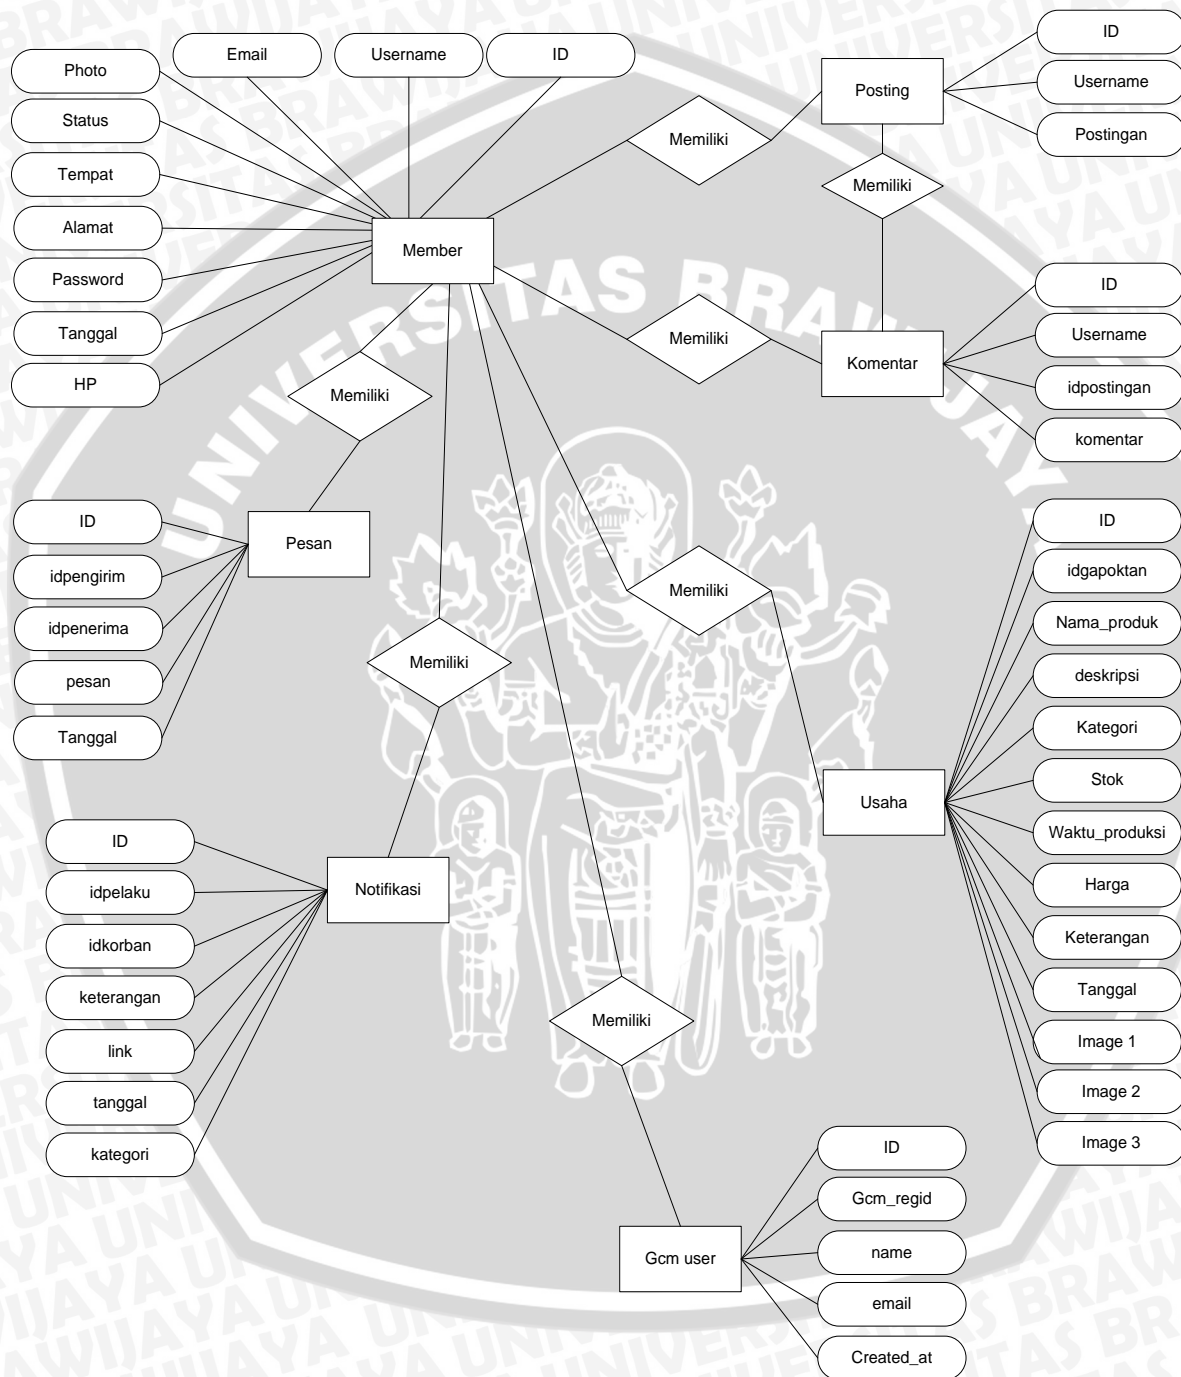 Email
Username
ID
Photo
Status
Tempat
Alamat
Password
Tanggal
HP
Member
Memiliki
Posting
ID
Username
Postingan
Memiliki
Memiliki
Komentar
ID
Username
idpostingan
komentar
Memiliki
Pesan
ID
idpengirim
idpenerima
pesan
Tanggal
Memiliki
Notifikasi
ID
idpelaku
idkorban
keterangan
link
tanggal
kategori
Memiliki
Usaha
ID
idgapoktan
Nama_produk
deskripsi
Kategori
Stok
Waktu_produksi
Harga
Keterangan
Tanggal
Image 1
Image 2
Image 3
Memiliki
Gcm user
ID
Gcm_regid
name
email
Created_at
UNIVERSITAS BRAWIJAYA